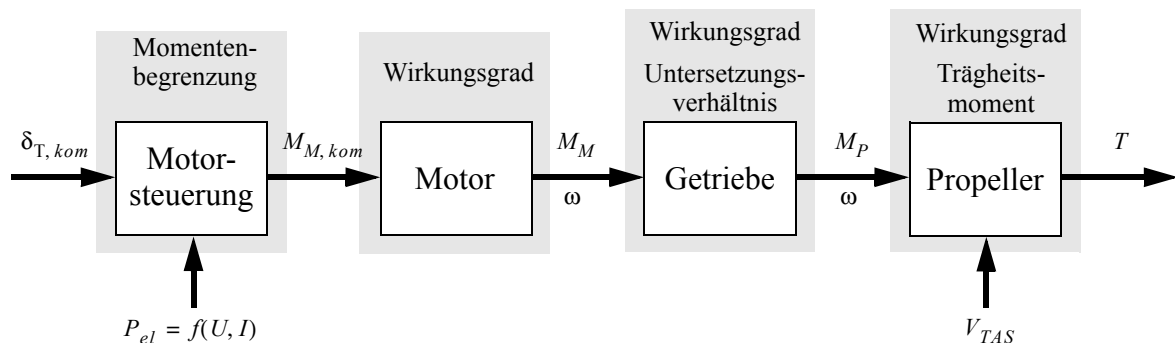 Momenten-
begrenzung
Wirkungsgrad
Wirkungsgrad
Untersetzungs-
verhältnis
Wirkungsgrad
Trägheits-
moment
δT, kom
Motor-
steuerung
MM, kom
Motor
MM
ω
Getriebe
MP
ω
Propeller
T
Pel = f(U, I)
VTAS